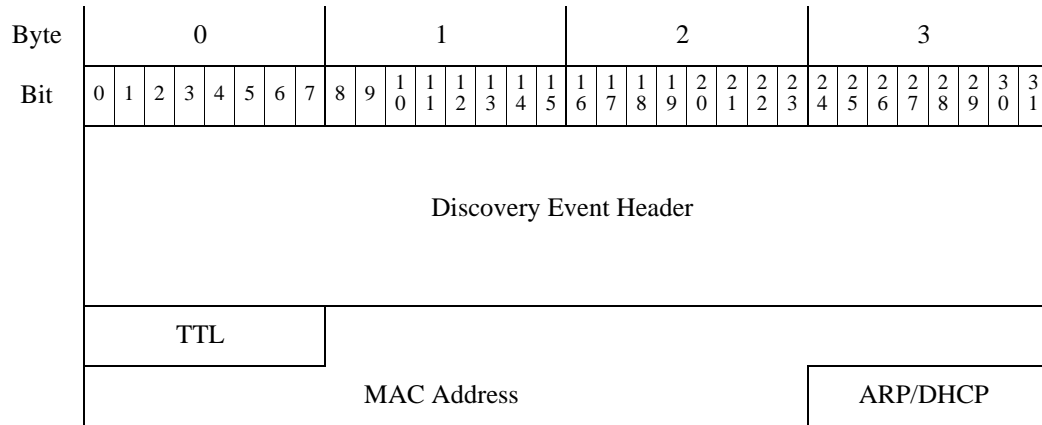 Byte 0 1 2 3
Bit 0 1 2 3 4 5 6 7 8 9 10 11 12 13 14 15 16 17 18 19 20 21 22 23 24 25 26 27 28 29 30 31
Discovery Event Header
TTL
MAC Address ARP/DHCP